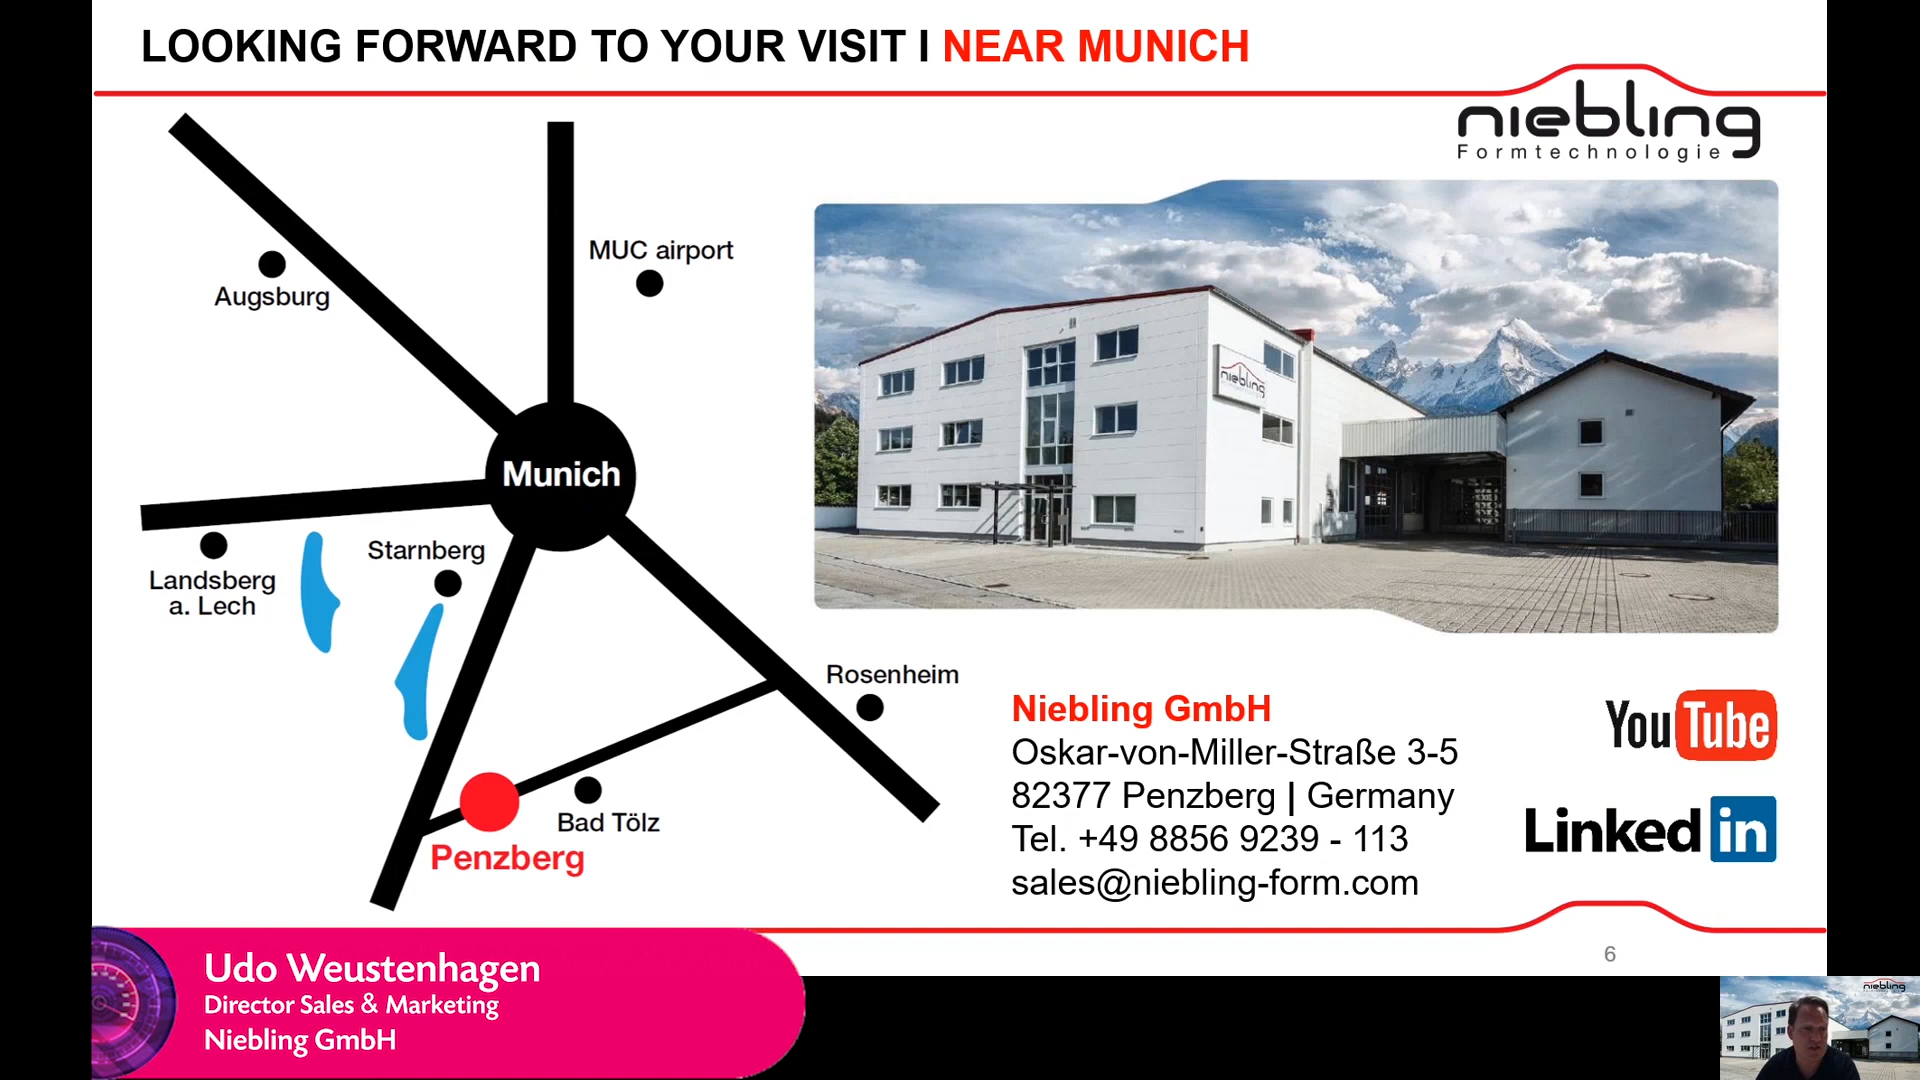 LOOKING FORWARD TO YOUR VISIT I NEAR MUNICH
niebling
Formtechnologie
MUC airport
Augsburg
niebling
Munich
Starnberg
Landsberg
a. Lech
Rosenheim
Bad Tölz
Penzberg
Niebling GmbH
Oskar-von-Miller-Straße 3-5
82377 Penzberg | Germany
Tel. +49 8856 9239 - 113
sales@niebling-form.com
YouTube
Linkedin
6
Udo Weustenhagen
Director Sales & Marketing
Niebling GmbH
niebling